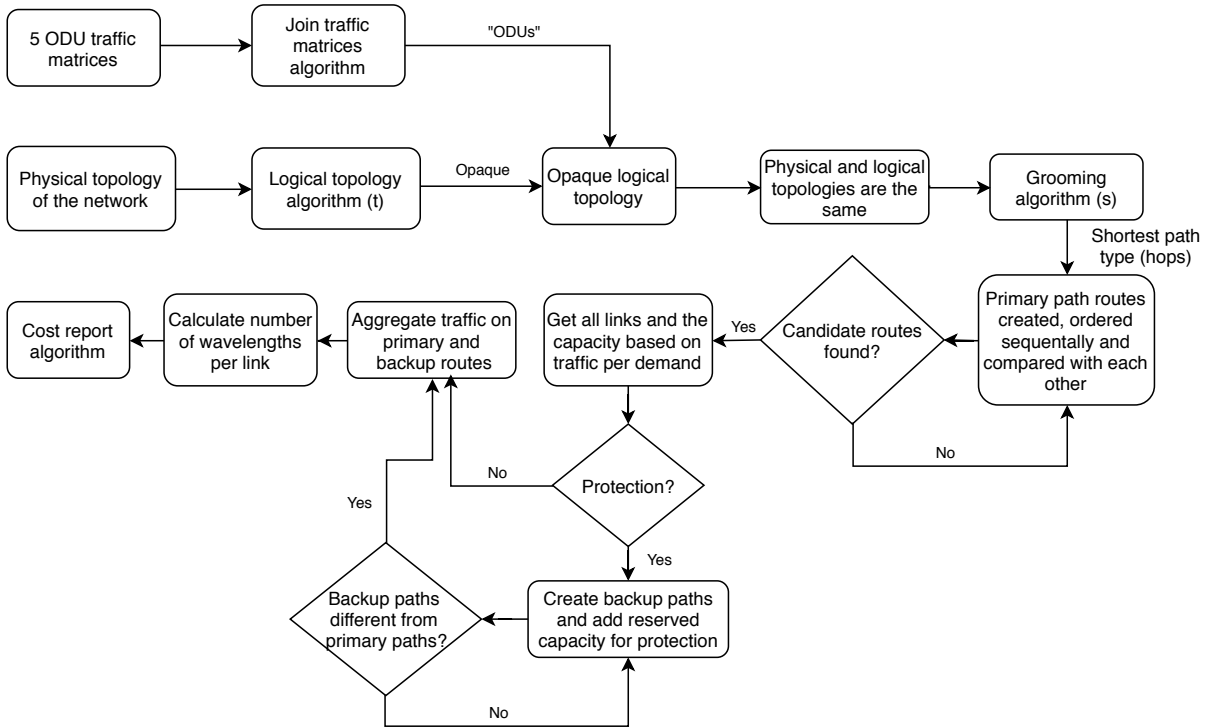 5 ODU traffic
matrices
Join traffic
matrices
algorithm
"ODUs"
Physical topology
of the network
Logical topology
algorithm (t)
Opaque
Opaque logical
topology
Physical and logical
topologies are the
same
Grooming
algorithm (s)
Shortest path
type (hops)
Primary path routes
created, ordered
sequentally and
compared with each
other
Candidate routes
found?
No
Yes
Get all links and the
capacity based on
traffic per demand
Aggregate traffic on
primary and
backup routes
Calculate number
of wavelengths
per link
Cost report
algorithm
Protection?
No
Yes
Create backup paths
and add reserved
capacity for protection
Backup paths
different from
primary paths?
Yes
No